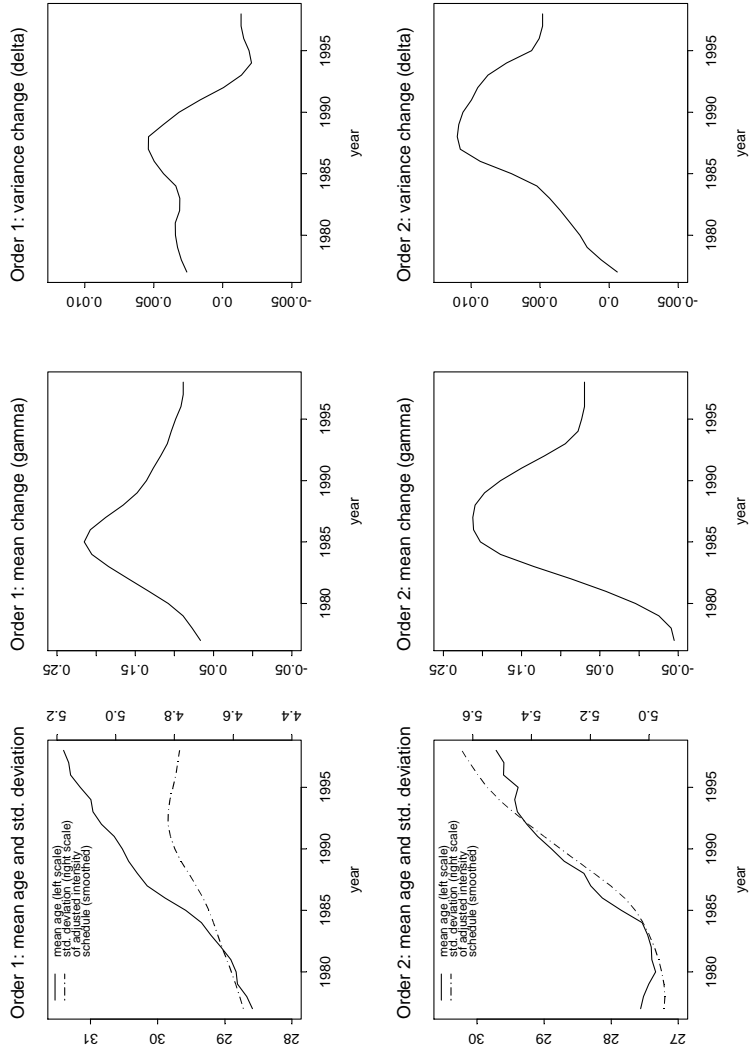 Order 1: mean age and std. deviation
mean age (left scale)
std. deviation (right scale)
of adjusted intensity
schedule (smoothed)
28 29 30 31
4.4 4.6 4.8 5.0 5.2
1980 1985 1990 1995
year
Order 1: mean change (gamma)
-0.05 0.05 0.15 0.25
1980 1985 1990 1995
year
Order 1: variance change (delta)
-0.005 0.0 0.005 0.010
1980 1985 1990 1995
year
Order 2: mean age and std. deviation
mean age (left scale)
std. deviation (right scale)
of adjusted intensity
schedule (smoothed)
27 28 29 30
5.0 5.2 5.4 5.6
1980 1985 1990 1995
year
Order 2: mean change (gamma)
-0.05 0.05 0.15 0.25
1980 1985 1990 1995
year
Order 2: variance change (delta)
-0.005 0.0 0.005 0.010
1980 1985 1990 1995
year